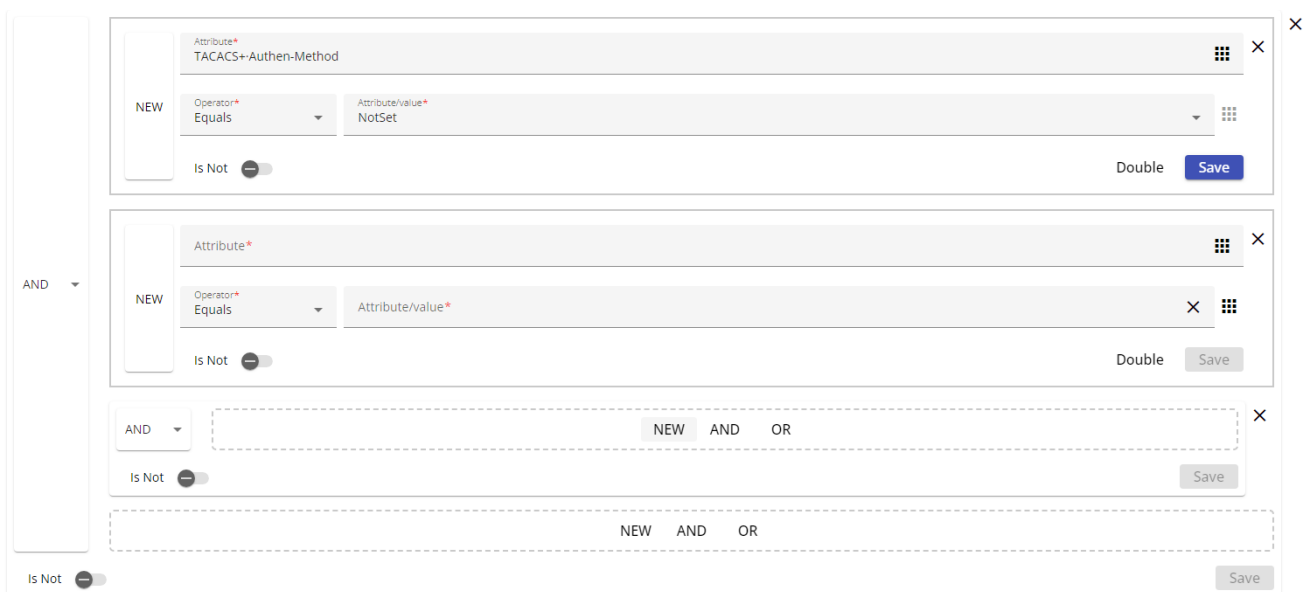 Attribute*
TACACS+·Authen-Method
NEW
Operator*
Equals
Attribute/value*
NotSet
Is Not
Double
Save
Attribute*
AND
NEW
Operator*
Equals
Attribute/value*
Is Not
Double
Save
AND
NEW AND OR
Is Not
Save
NEW AND OR
Is Not
Save